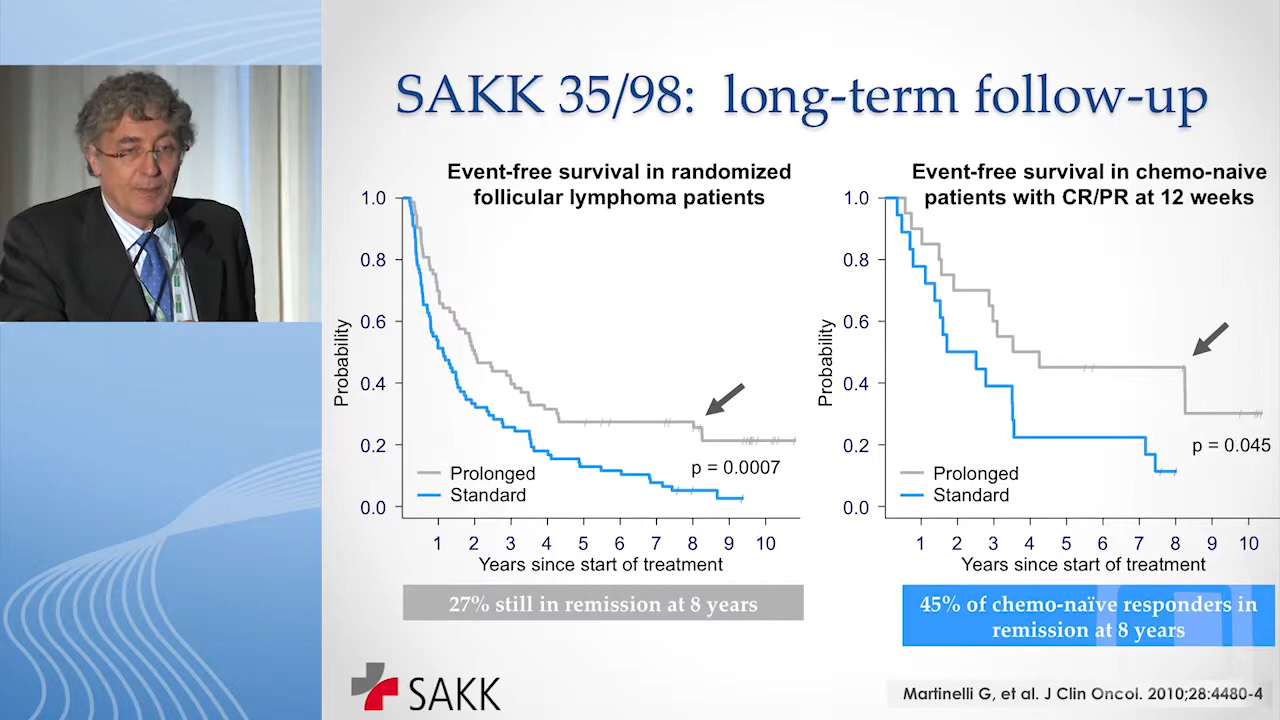 SAKK 35/98: long-term follow-up
Event-free survival in randomized
follicular lymphoma patients
1.0
0.8
0.6
0.4
0.2
0.0
Probability
p = 0.0007
Prolonged
Standard
1 2 3 4 5 6 7 8 9 10
Years since start of treatment
27% still in remission at 8 years
Event-free survival in chemo-naive
patients with CR/PR at 12 weeks
1.0
0.8
0.6
0.4
0.2
0.0
Probability
p = 0.045
Prolonged
Standard
1 2 3 4 5 6 7 8 9 10
Years since start of treatment
45% of chemo-naïve responders in
remission at 8 years
SAKK
Martinelli G, et al. J Clin Oncol. 2010;28:4480-4